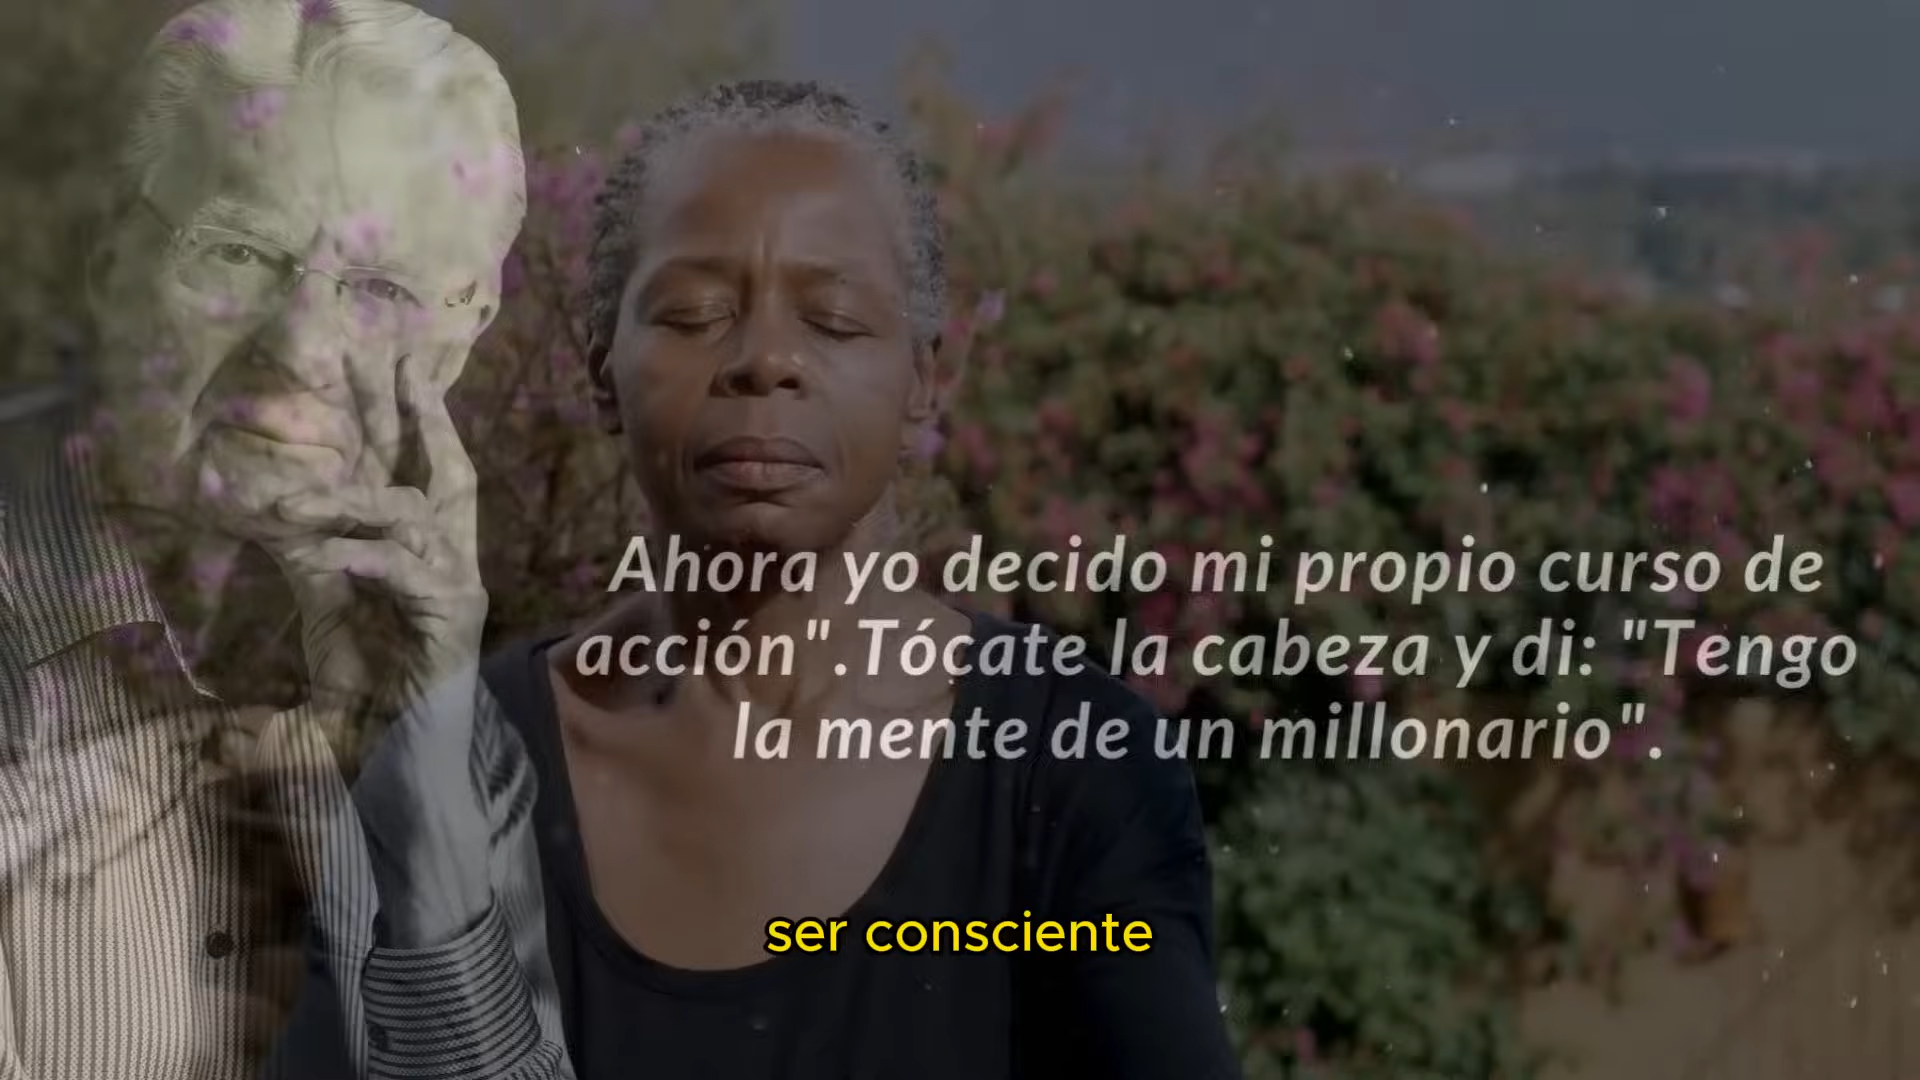 Ahora yo decido mi propio curso de
acción".Tócate la cabeza y di: "Tengo
la mente de un millonario".
ser consciente